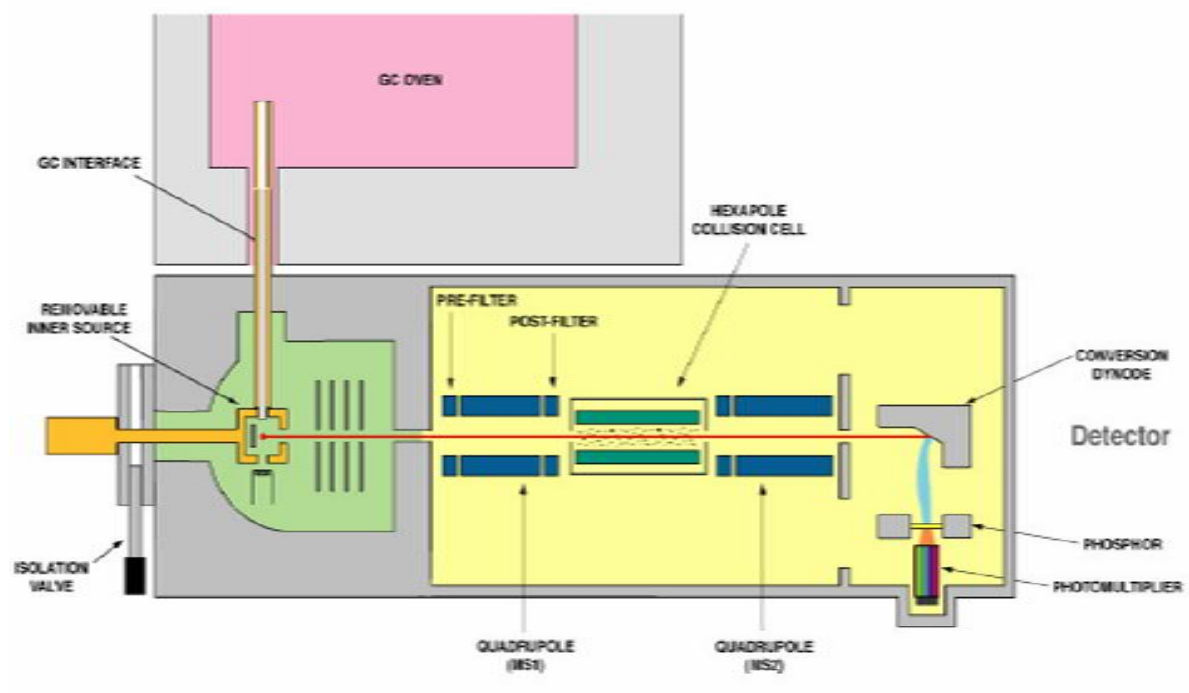 GC OVEN
GC INTERFACE
HEXAPOLE
COLLISION CELL
REMOVABLE
INNER SOURCE
PRE-FILTER
POST-FILTER
CONVERSION
DYNODE
Detector
PHOSPHOR
ISOLATION
VALVE
PHOTOMULTIPLIER
QUADRUPOLE
(MS1)
QUADRUPOLE
(MS2)